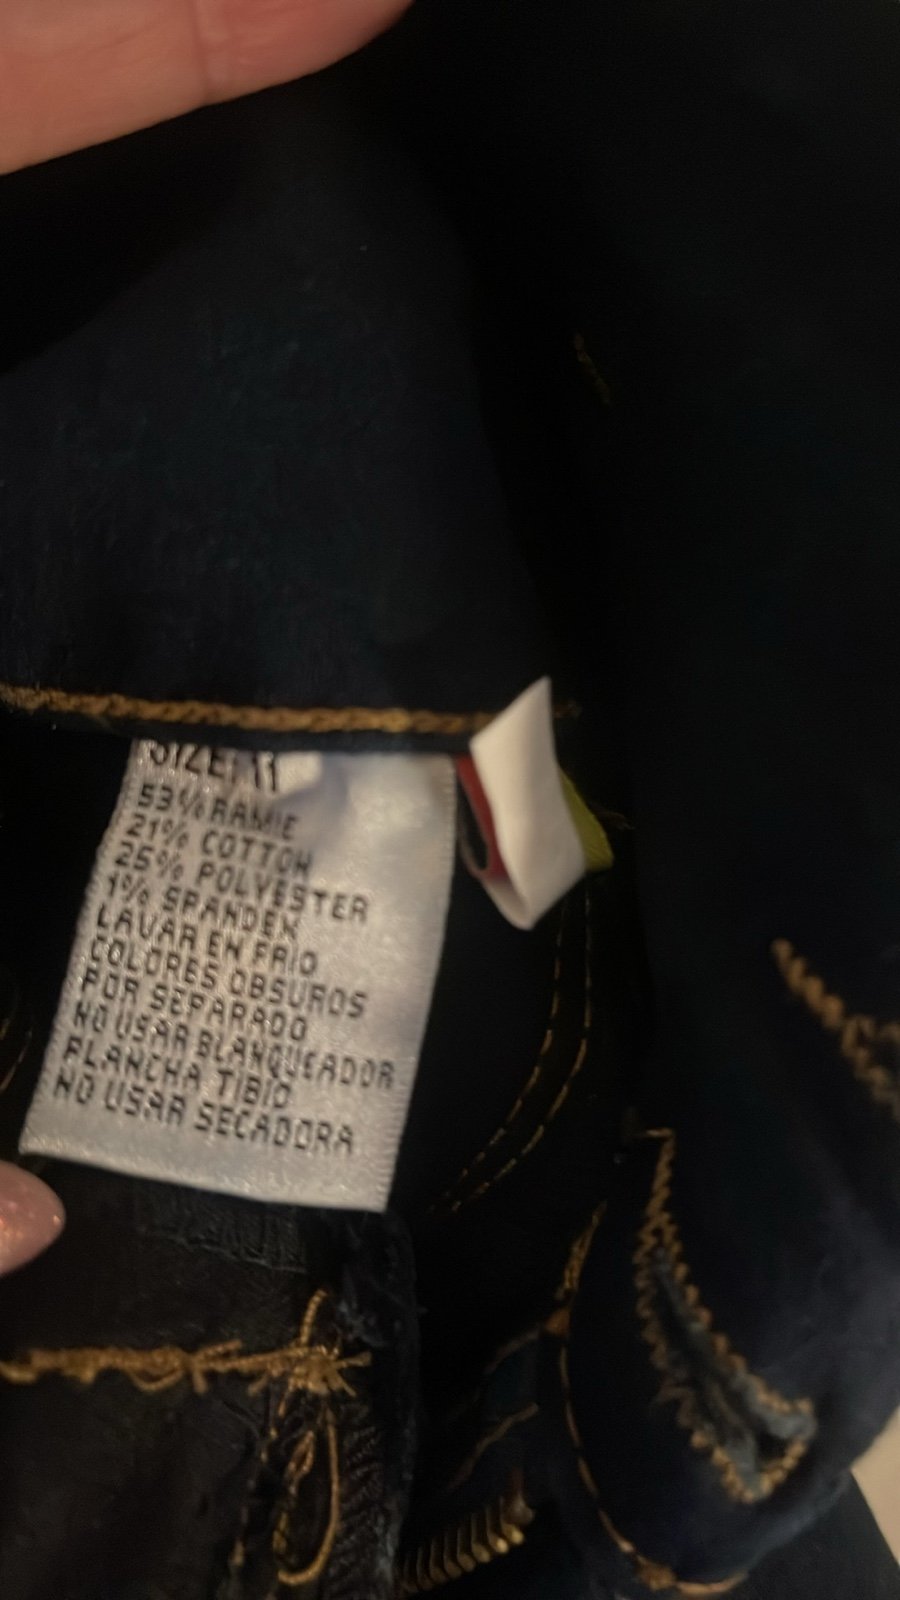 SIZE: 11
53% RAMIE
21% COTTON
25% POLYESTER
1% SPANDEX
LAVAR EN FRIO
COLORES OBSUROS
POR SEPARADO
NO USAR BLANQUEADOR
PLANCHA TIBIO
NO USAR SECADORA